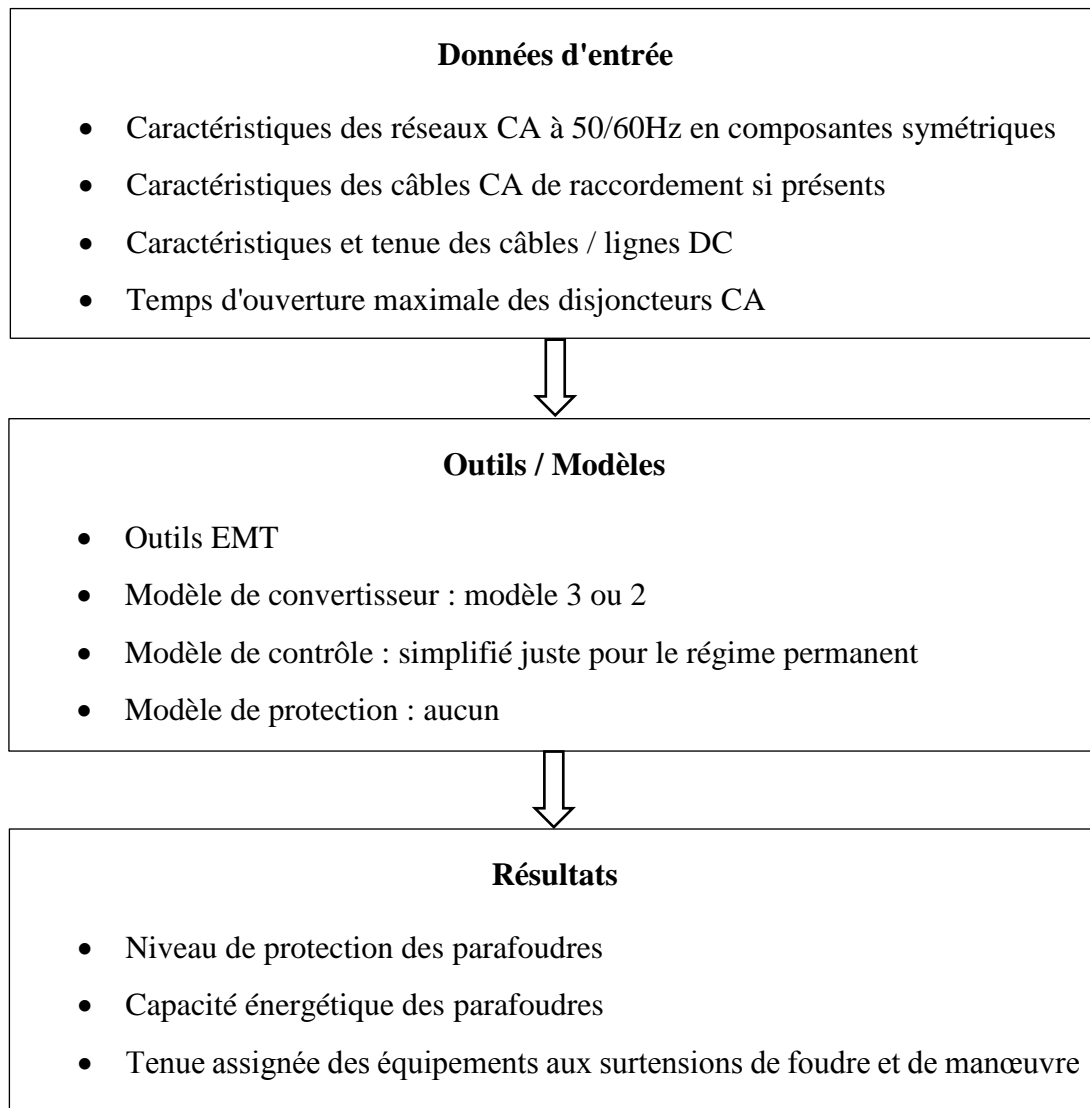 Données d'entrée
• Caractéristiques des réseaux CA à 50/60Hz en composantes symétriques
• Caractéristiques des câbles CA de raccordement si présents
• Caractéristiques et tenue des câbles / lignes DC
• Temps d'ouverture maximale des disjoncteurs CA
Outils / Modèles
• Outils EMT
• Modèle de convertisseur : modèle 3 ou 2
• Modèle de contrôle : simplifié juste pour le régime permanent
• Modèle de protection : aucun
Résultats
• Niveau de protection des parafoudres
• Capacité énergétique des parafoudres
• Tenue assignée des équipements aux surtensions de foudre et de manœuvre